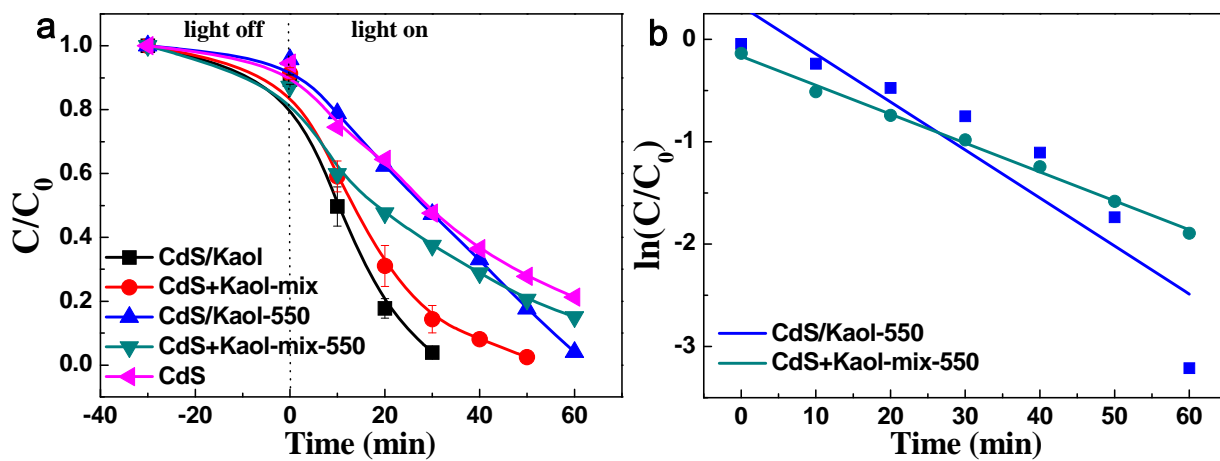 a
light off
light on
1.0
0.8
0.6
0.4
0.2
0.0
C/C0
CdS/Kaol
CdS+Kaol-mix
CdS/Kaol-550
CdS+Kaol-mix-550
CdS
-40
-20
0
20
40
60
Time (min)
b
0
-1
-2
-3
ln(C/C0)
CdS/Kaol-550
CdS+Kaol-mix-550
0
10
20
30
40
50
60
Time (min)